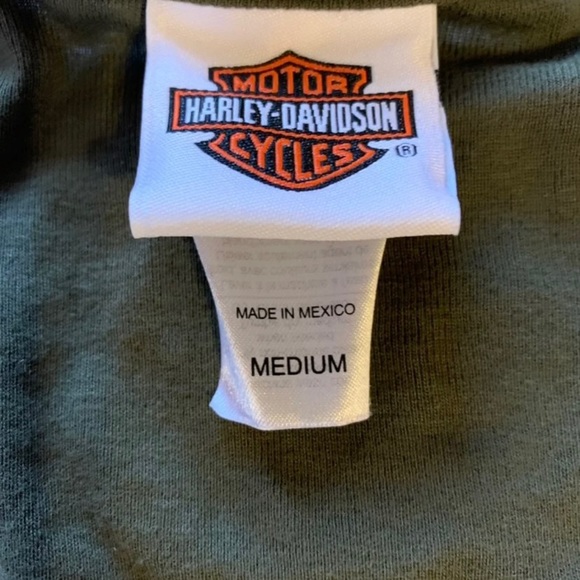 MOTOR
HARLEY-DAVIDSON
CYCLES
®
MADE IN MEXICO
MEDIUM